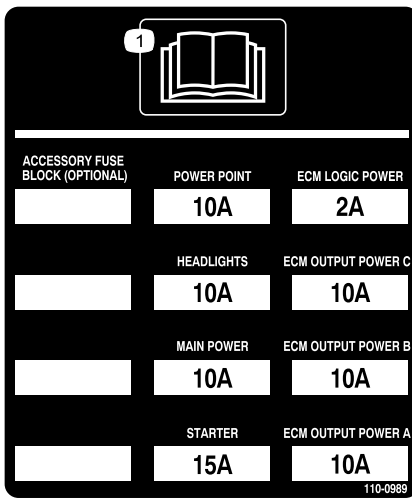 1
ACCESSORY FUSE
BLOCK (OPTIONAL)
POWER POINT
ECM LOGIC POWER
10A
2A
HEADLIGHTS
ECM OUTPUT POWER C
10A
10A
MAIN POWER
ECM OUTPUT POWER B
10A
10A
STARTER
ECM OUTPUT POWER A
15A
10A
110-0989